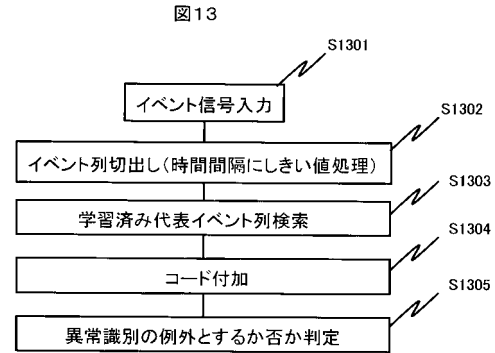 図13
S1301
イベント信号入力
S1302
イベント列切出し(時間間隔にしきい値処理)
S1303
学習済み代表イベント列検索
S1304
コード付加
S1305
異常識別の例外とするか否か判定